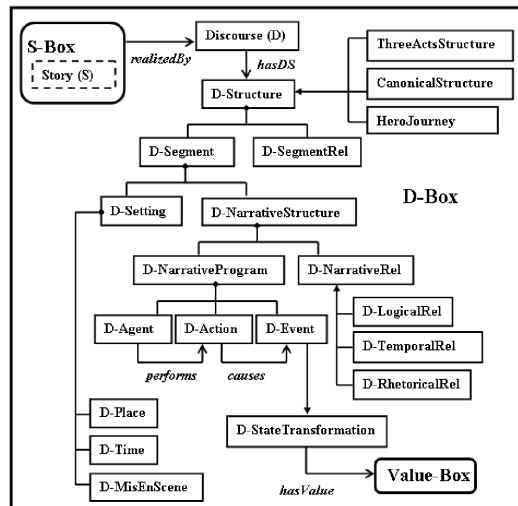 S-Box
Story (S)
realizedBy
Discourse (D)
hasDS
D-Structure
ThreeActsStructure
CanonicalStructure
HeroJourney
D-Segment
D-SegmentRel
D-Box
D-Setting
D-NarrativeStructure
D-NarrativeProgram
D-NarrativeRel
D-Agent
D-Action
D-Event
D-LogicalRel
D-TemporalRel
D-RhetoricalRel
performs
causes
D-Place
D-Time
D-MisEnScene
D-StateTransformation
hasValue
Value-Box